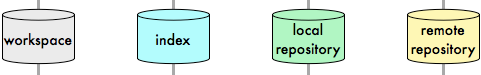 workspace
index
local
repository
remote
repository